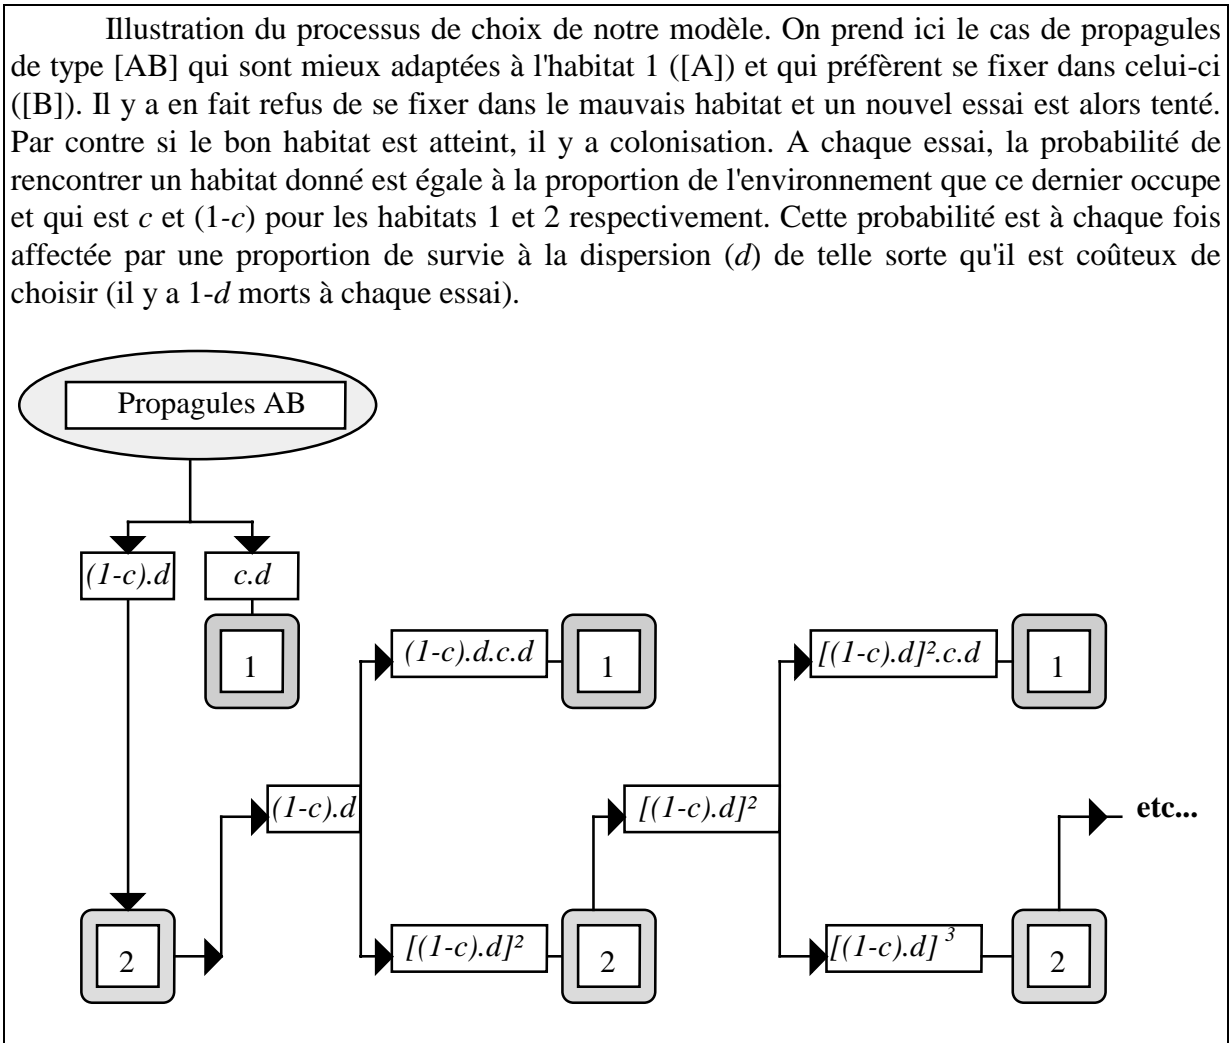 Illustration du processus de choix de notre modèle. On prend ici le cas de propagules
de type [AB] qui sont mieux adaptées à l'habitat 1 ([A]) et qui préfèrent se fixer dans celui-ci
([B]). Il y a en fait refus de se fixer dans le mauvais habitat et un nouvel essai est alors tenté.
Par contre si le bon habitat est atteint, il y a colonisation. A chaque essai, la probabilité de
rencontrer un habitat donné est égale à la proportion de l'environnement que ce dernier occupe
et qui est c et (1-c) pour les habitats 1 et 2 respectivement. Cette probabilité est à chaque fois
affectée par une proportion de survie à la dispersion (d) de telle sorte qu'il est coûteux de
choisir (il y a 1-d morts à chaque essai).
Propagules AB
(1-c).d
c.d
1
(1-c).d.c.d
1
[(1-c).d]².c.d
1
(1-c).d
[(1-c).d]²
etc...
2
[(1-c).d]²
2
[(1-c).d] ³
2